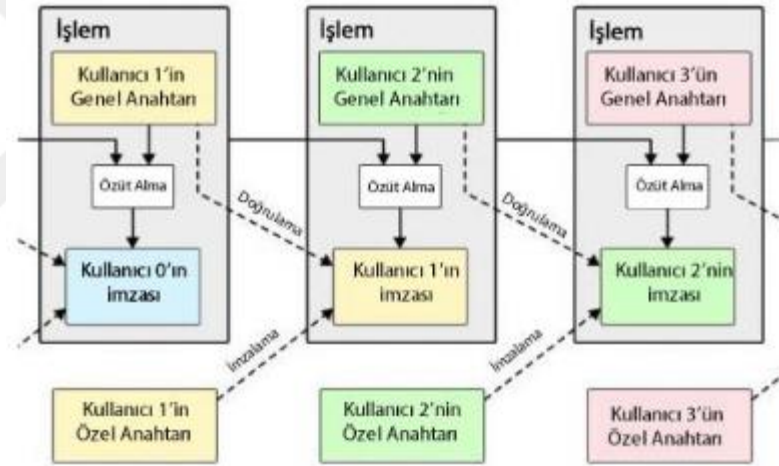 İşlem
Kullanıcı 1'in
Genel Anahtarı
Özüt Alma
Kullanıcı 0'ın
imzası
Doğrulama
İmzalama
Kullanıcı 1'in
Özel Anahtarı
İşlem
Kullanıcı 2'nin
Genel Anahtarı
Özüt Alma
Kullanıcı 1'ın
imzası
Doğrulama
İmzalama
Kullanıcı 2'nin
Özel Anahtarı
İşlem
Kullanıcı 3'ün
Genel Anahtarı
Özüt Alma
Kullanıcı 2'nin
imzası
Kullanıcı 3'ün
Özel Anahtarı